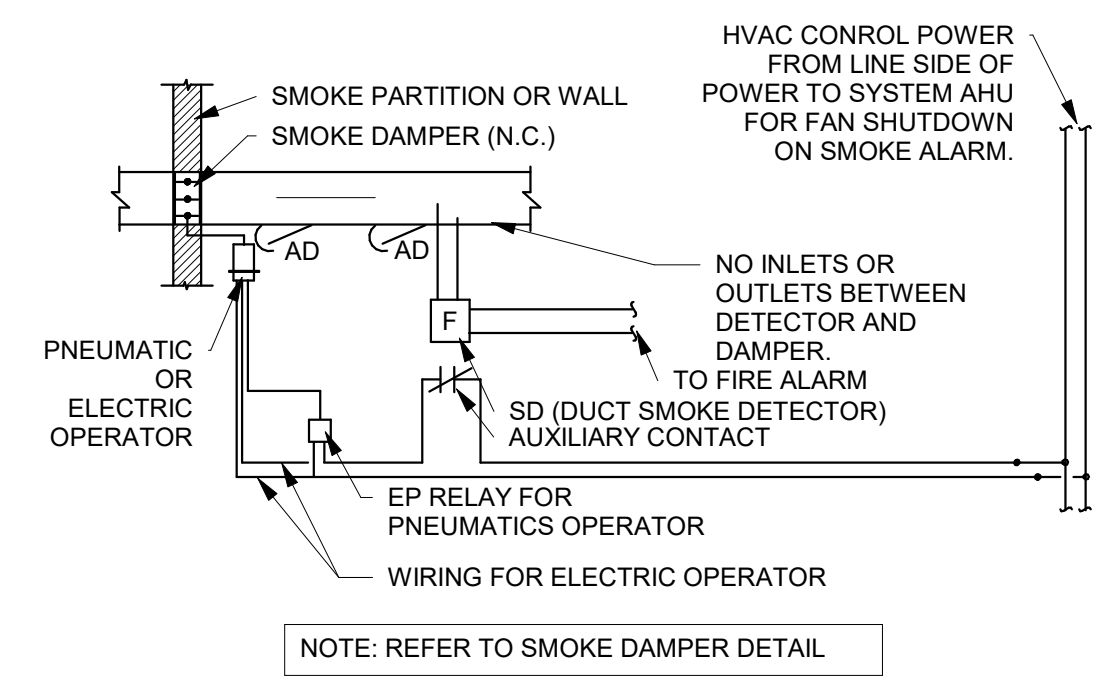 HVAC CONROL POWER
FROM LINE SIDE OF
POWER TO SYSTEM AHU
FOR FAN SHUTDOWN
ON SMOKE ALARM.
SMOKE PARTITION OR WALL
SMOKE DAMPER (N.C.)
AD
AD
NO INLETS OR
OUTLETS BETWEEN
DETECTOR AND
DAMPER.
F
TO FIRE ALARM
PNEUMATIC
OR
ELECTRIC
OPERATOR
SD (DUCT SMOKE DETECTOR)
AUXILIARY CONTACT
EP RELAY FOR
PNEUMATICS OPERATOR
WIRING FOR ELECTRIC OPERATOR
NOTE: REFER TO SMOKE DAMPER DETAIL